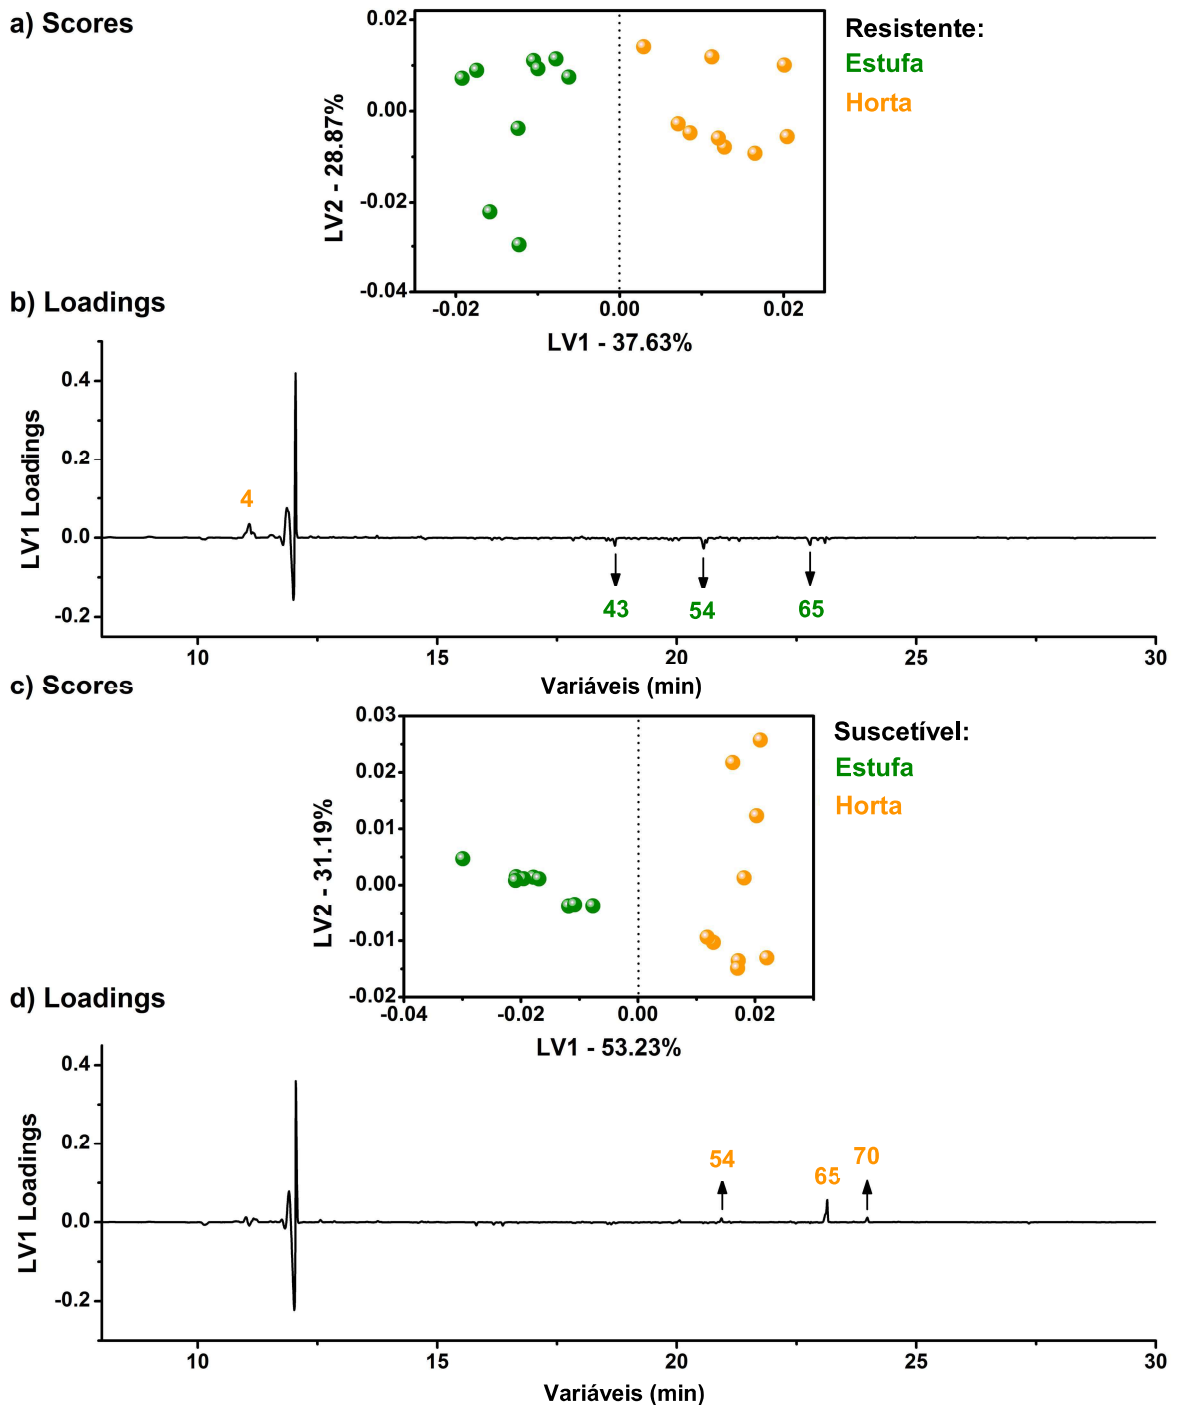 a) Scores
0.02
0.00
-0.02
-0.04
LV2 - 28.87%
-0.02
0.00
0.02
LV1 - 37.63%
Resistente:
Estufa
Horta
b) Loadings
LV1 Loadings
0.4
0.2
0.0
-0.2
4
43
54
65
10
15
20
25
30
Variáveis (min)
c) Scores
0.03
0.02
0.01
0.00
-0.01
-0.02
LV2 - 31.19%
-0.04
-0.02
0.00
0.02
LV1 - 53.23%
Suscetível:
Estufa
Horta
d) Loadings
LV1 Loadings
0.4
0.2
0.0
-0.2
54
65
70
10
15
20
25
30
Variáveis (min)